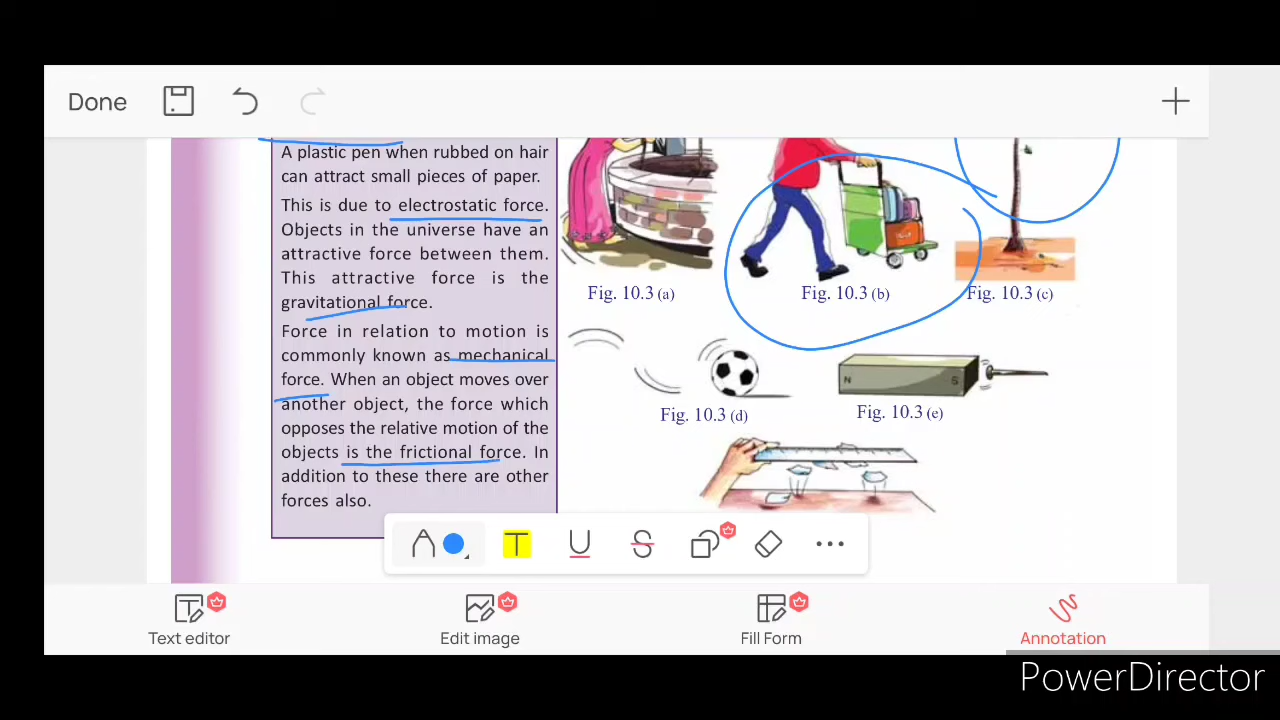 Done
A plastic pen when rubbed on hair
can attract small pieces of paper.
This is due to electrostatic force.
Objects in the universe have an
attractive force between them.
This attractive force is the
gravitational force.
Force in relation to motion is
commonly known as mechanical
force. When an object moves over
another object, the force which
opposes the relative motion of the
objects is the frictional force. In
addition to these there are other
forces also.
Fig. 10.3 (a)
Fig. 10.3 (b)
Fig. 10.3 (c)
Fig. 10.3 (d)
N
S
Fig. 10.3 (e)
T
U
S
Text editor
Edit image
Fill Form
Annotation
PowerDirector